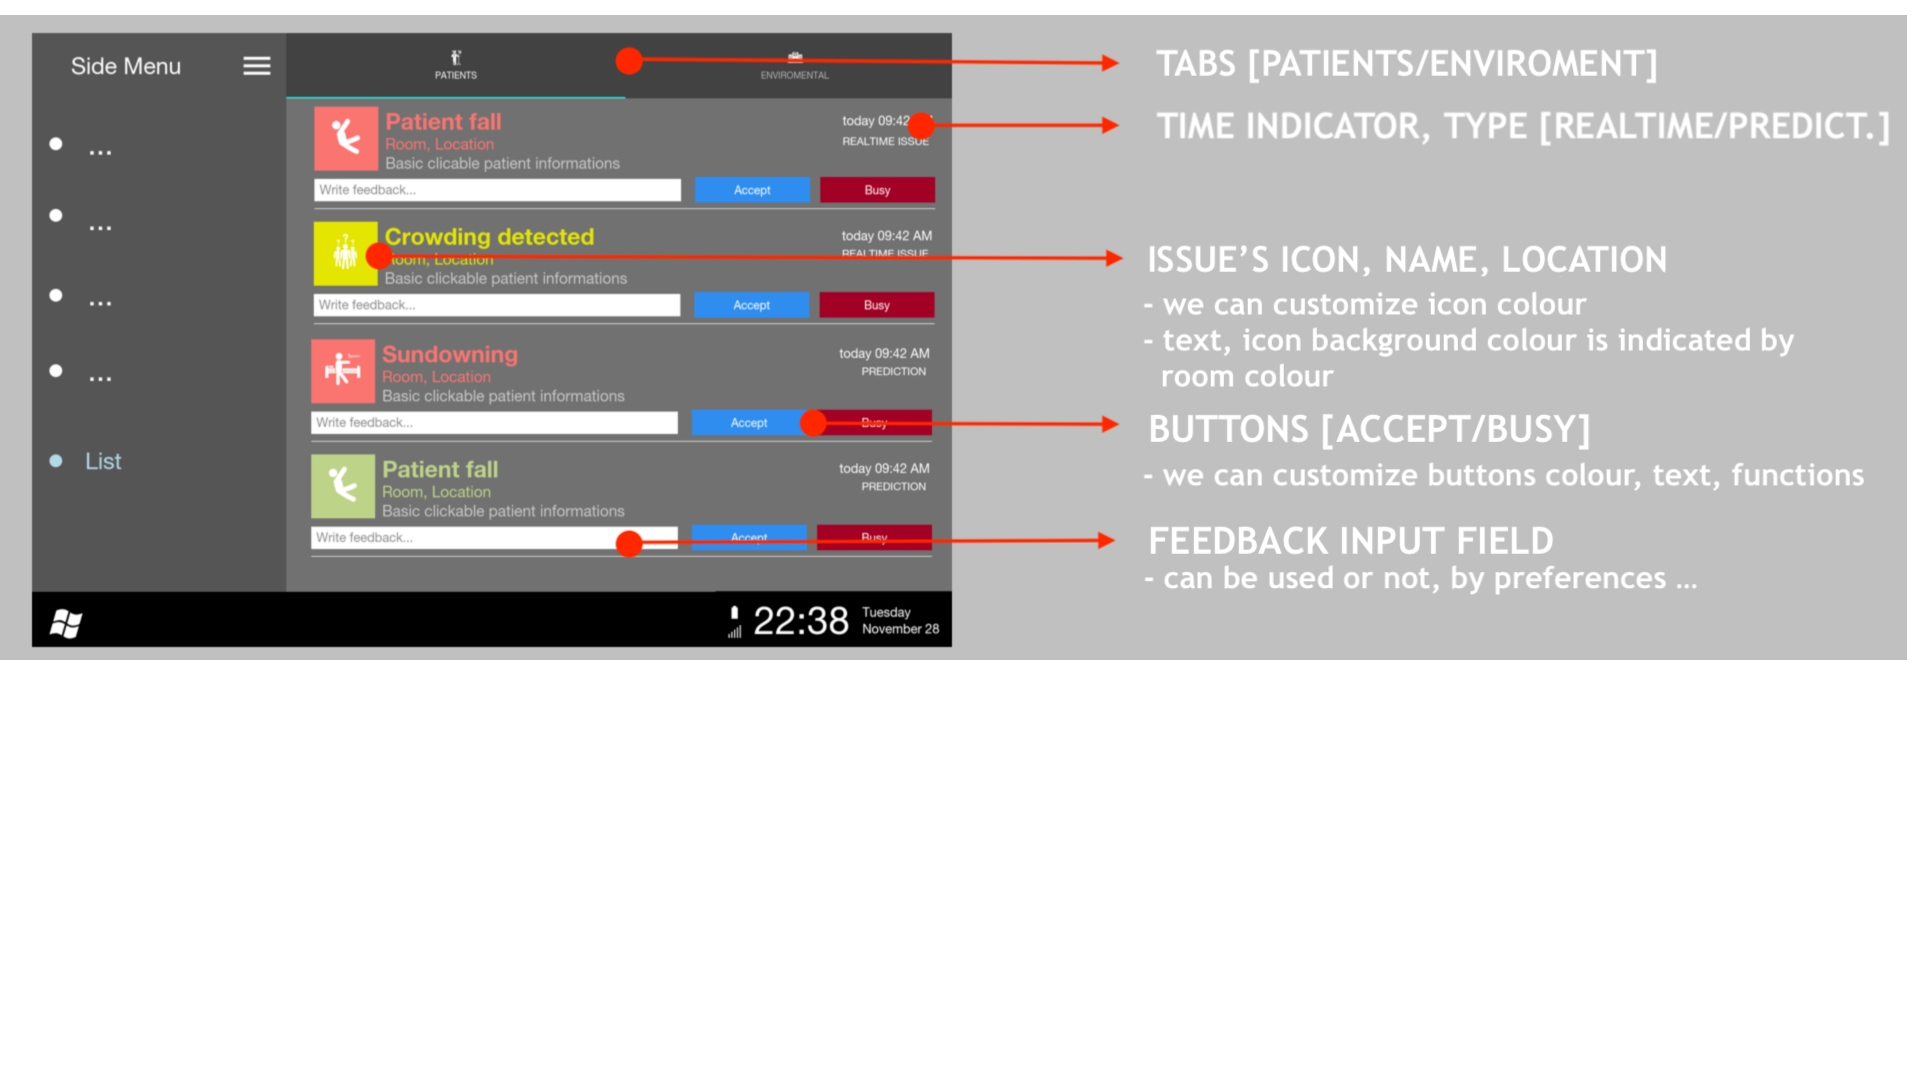 Side Menu
PATIENTS
ENVIROMENTAL
...
...
...
...
List
Patient fall
Room, Location
Basic clicable patient informations
today 09:42
REALTIME ISSUE
Write feedback...
Accept
Busy
Crowding detected
Room, Location
Basic clickable patient informations
today 09:42 AM
REALTIME ISSUE
Write feedback...
Accept
Busy
Sundowning
Room, Location
Basic clickable patient informations
today 09:42 AM
PREDICTION
Write feedback...
Accept
Busy
Patient fall
Room, Location
Basic clickable patient informations
today 09:42 AM
PREDICTION
Write feedback...
Accept
Busy
22:38
Tuesday
November 28
TABS [PATIENTS/ENVIROMENT]
TIME INDICATOR, TYPE [REALTIME/PREDICT.]
ISSUE’S ICON, NAME, LOCATION
- we can customize icon colour
- text, icon background colour is indicated by
room colour
BUTTONS [ACCEPT/BUSY]
- we can customize buttons colour, text, functions
FEEDBACK INPUT FIELD
- can be used or not, by preferences ...